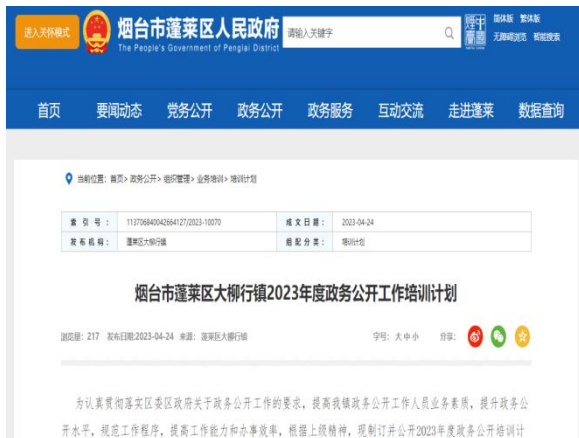 进入关怀模式
烟台市蓬莱区人民政府
The People's Government of Penglai District
请输入关键字
简体版 繁体版
无障碍浏览 智能搜索
首页 要闻动态 党务公开 政务公开 政务服务 互动交流 走进蓬莱 数据查询
当前位置：首页> 政务公开> 组织管理> 业务培训> 培训计划
索引号： 113706840042664127/2023-10070 成文日期： 2023-04-24
发布机构： 蓬莱区大柳行镇 组配分类： 培训计划
烟台市蓬莱区大柳行镇2023年度政务公开工作培训计划
浏览量：217 发布日期:2023-04-24 来源：蓬莱区大柳行镇 字号：大 中 小 分享：
为认真贯彻落实区委区政府关于政务公开工作的要求，提高我镇政务公开工作人员业务素质，提升政务公
开水平，规范工作程序，提高工作能力和办事效率，根据上级精神，现制订并公开2023年度政务公开培训计